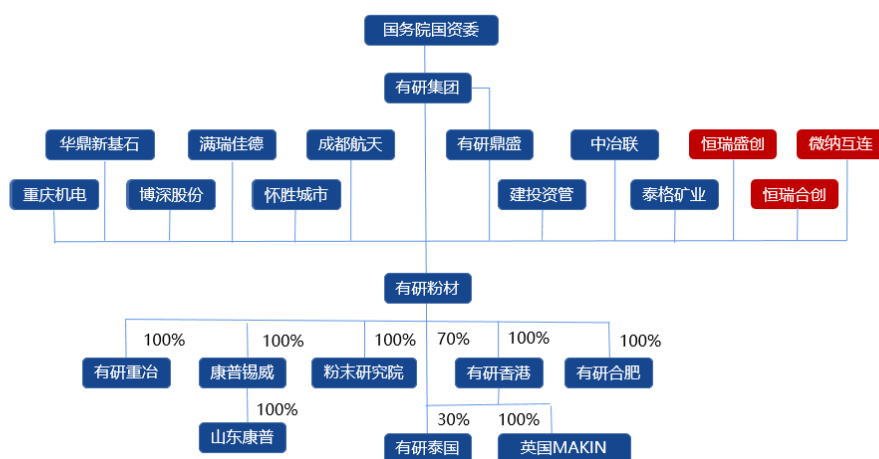 国务院国资委
有研集团
华鼎新基石
满瑞佳德
成都航天
有研鼎盛
中冶联
恒瑞盛创
微纳互连
重庆机电
博深股份
怀胜城市
建投资管
泰格矿业
恒瑞合创
有研粉材
100%
100%
100%
70%
100%
100%
有研重冶
康普锡威
粉末研究院
有研香港
有研合肥
100%
30%
100%
山东康普
有研泰国
英国MAKIN